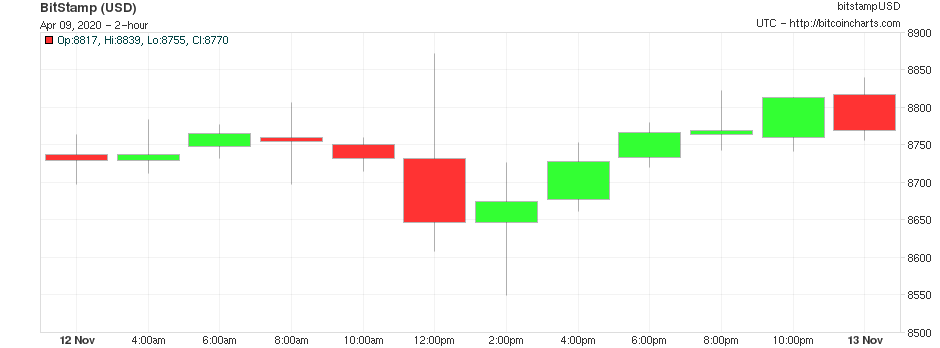 BitStamp (USD)
bitstampUSD
Apr 09, 2020 - 2-hour
UTC - http://bitcoincharts.com
Op:8817, Hi:8839, Lo:8755, Cl:8770
8900
8850
8800
8750
8700
8650
8600
8550
8500
12 Nov 4:00am 6:00am 8:00am 10:00am 12:00pm 2:00pm 4:00pm 6:00pm 8:00pm 10:00pm 13 Nov